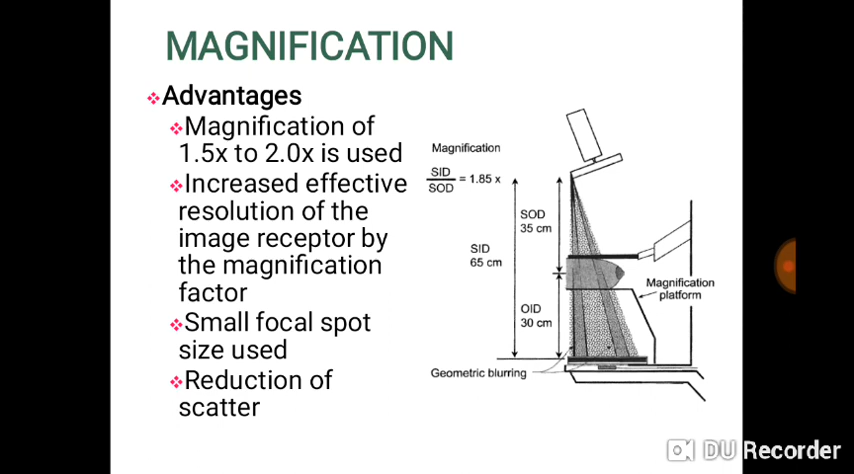 MAGNIFICATION
❖Advantages
❖Magnification of
1.5x to 2.0x is used
❖Increased effective
resolution of the
image receptor by
the magnification
factor
❖Small focal spot
size used
❖Reduction of
scatter
Magnification
SID
SOD
= 1.85 x
SOD
35 cm
SID
65 cm
OID
30 cm
Magnification
platform
Geometric blurring
DU Recorder